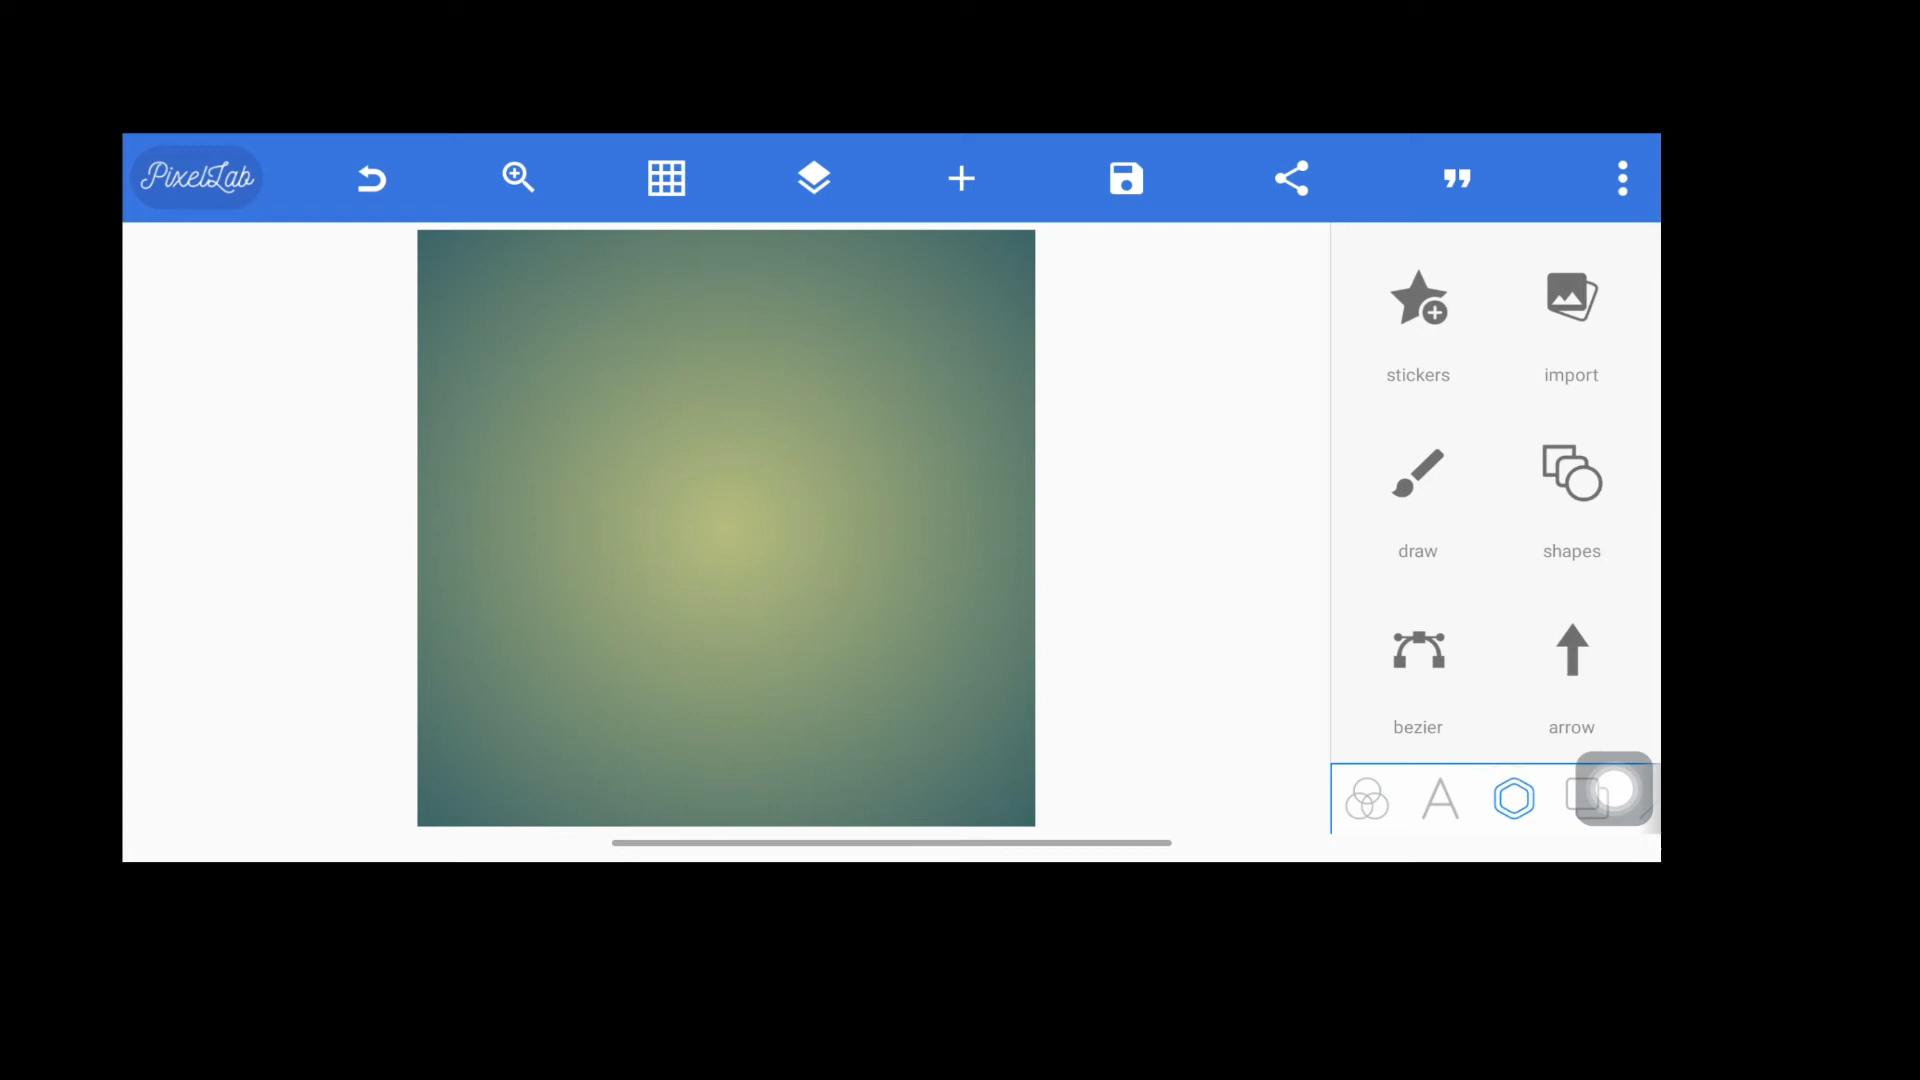 PixelLab
stickers
import
draw
shapes
bezier
arrow